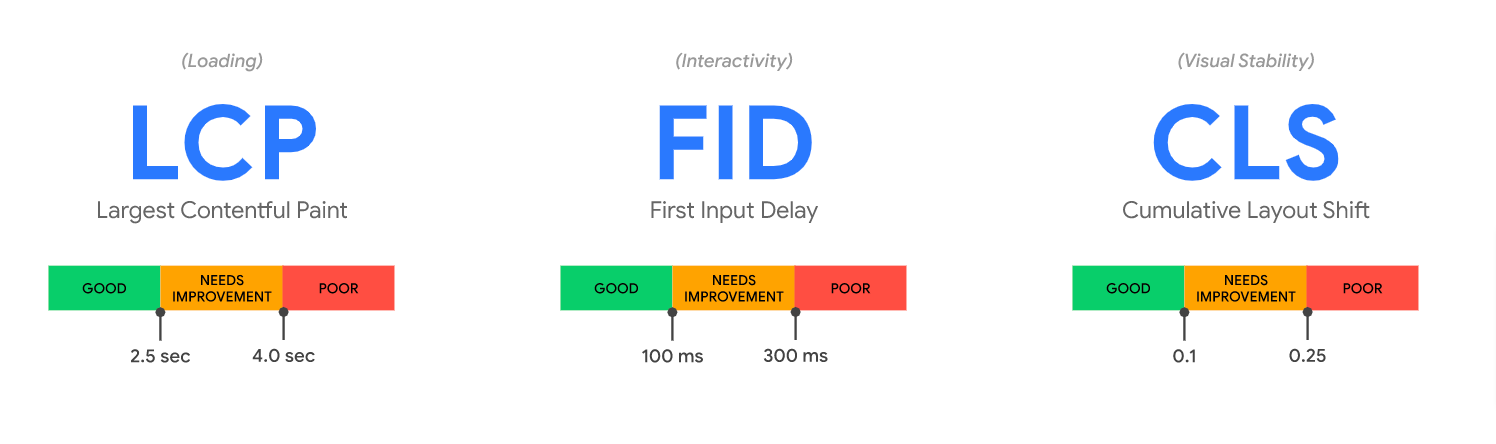 (Loading)
LCP
Largest Contentful Paint
GOOD
NEEDS
IMPROVEMENT
POOR
2.5 sec
4.0 sec
(Interactivity)
FID
First Input Delay
GOOD
NEEDS
IMPROVEMENT
POOR
100 ms
300 ms
(Visual Stability)
CLS
Cumulative Layout Shift
GOOD
NEEDS
IMPROVEMENT
POOR
0.1
0.25